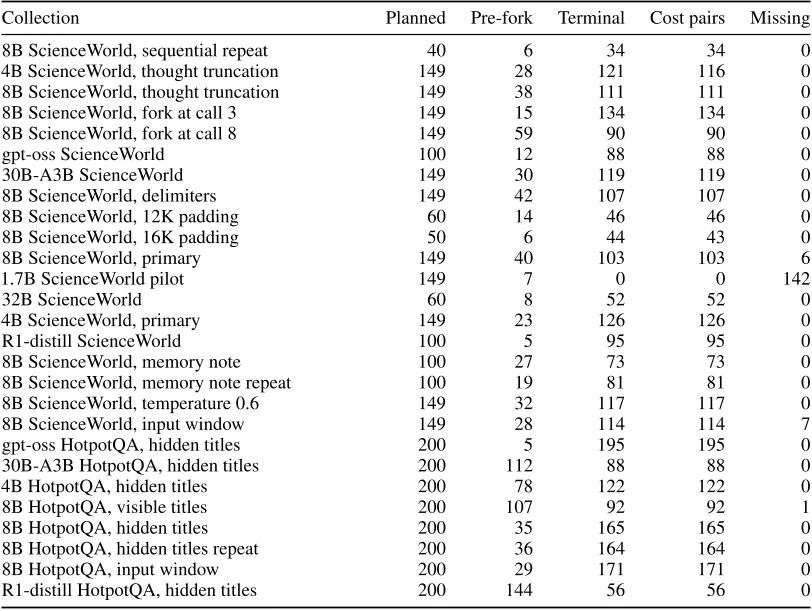 Collection Planned Pre-fork Terminal Cost pairs Missing
8B ScienceWorld, sequential repeat 40 6 34 34 0
4B ScienceWorld, thought truncation 149 28 121 116 0
8B ScienceWorld, thought truncation 149 38 111 111 0
8B ScienceWorld, fork at call 3 149 15 134 134 0
8B ScienceWorld, fork at call 8 149 59 90 90 0
gpt-oss ScienceWorld 100 12 88 88 0
30B-A3B ScienceWorld 149 30 119 119 0
8B ScienceWorld, delimiters 149 42 107 107 0
8B ScienceWorld, 12K padding 60 14 46 46 0
8B ScienceWorld, 16K padding 50 6 44 43 0
8B ScienceWorld, primary 149 40 103 103 6
1.7B ScienceWorld pilot 149 7 0 0 142
32B ScienceWorld 60 8 52 52 0
4B ScienceWorld, primary 149 23 126 126 0
R1-distill ScienceWorld 100 5 95 95 0
8B ScienceWorld, memory note 100 27 73 73 0
8B ScienceWorld, memory note repeat 100 19 81 81 0
8B ScienceWorld, temperature 0.6 149 32 117 117 0
8B ScienceWorld, input window 149 28 114 114 7
gpt-oss HotpotQA, hidden titles 200 5 195 195 0
30B-A3B HotpotQA, hidden titles 200 112 88 88 0
4B HotpotQA, hidden titles 200 78 122 122 0
8B HotpotQA, visible titles 200 107 92 92 1
8B HotpotQA, hidden titles 200 35 165 165 0
8B HotpotQA, hidden titles repeat 200 36 164 164 0
8B HotpotQA, input window 200 29 171 171 0
R1-distill HotpotQA, hidden titles 200 144 56 56 0